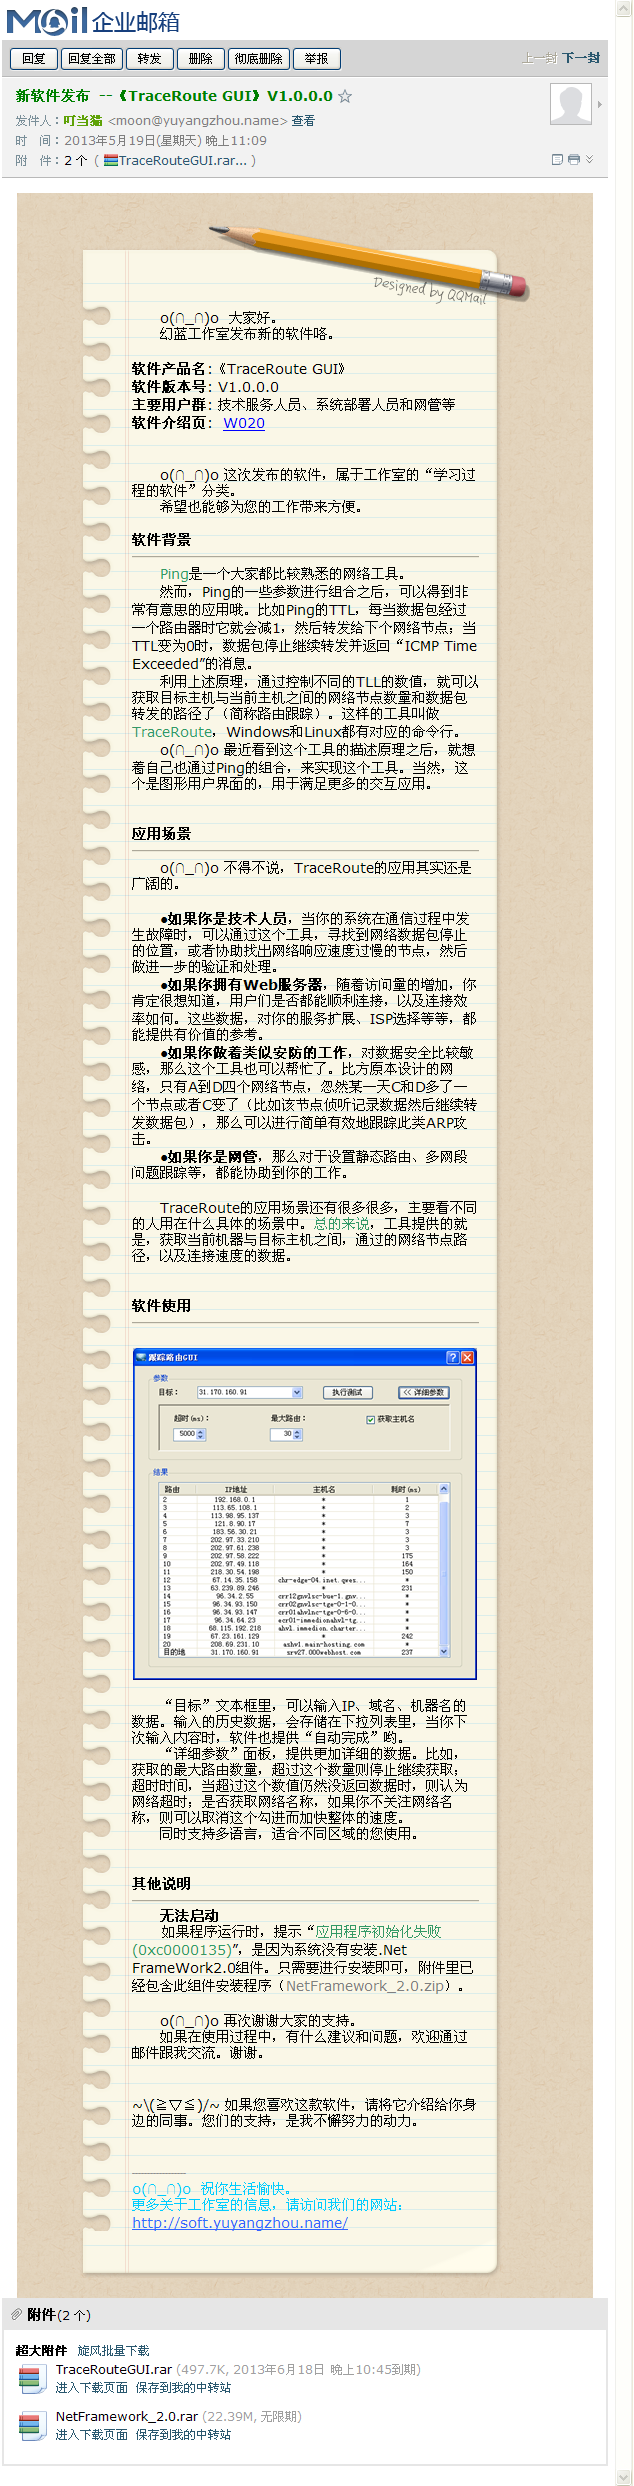 Mail 企业邮箱
回复 回复全部 转发 删除 彻底删除 举报 上一封 下一封
新软件发布 --《TraceRoute GUI》V1.0.0.0
发件人：叮当猫 <moon@yuyangzhou.name> 查看
时 间：2013年5月19日(星期天) 晚上11:09
附 件：2 个 ( TraceRouteGUI.rar... )
Designed by QQMail
o(∩_∩)o 大家好。
幻蓝工作室发布新的软件咯。
软件产品名：《TraceRoute GUI》
软件版本号：V1.0.0.0
主要用户群：技术服务人员、系统部署人员和网管等
软件介绍页： W020
o(∩_∩)o 这次发布的软件，属于工作室的“学习过
程的软件”分类。
希望也能够为您的工作带来方便。
软件背景
Ping是一个大家都比较熟悉的网络工具。
然而，Ping的一些参数进行组合之后，可以得到非
常有意思的应用哦。比如Ping的TTL，每当数据包经过
一个路由器时它就会减1，然后转发给下个网络节点；当
TTL变为0时，数据包停止继续转发并返回“ICMP Time
Exceeded”的消息。
利用上述原理，通过控制不同的TLL的数值，就可以
获取目标主机与当前主机之间的网络节点数量和数据包
转发的路径了（简称路由跟踪）。这样的工具叫做
TraceRoute，Windows和Linux都有对应的命令行。
o(∩_∩)o 最近看到这个工具的描述原理之后，就想
着自己也通过Ping的组合，来实现这个工具。当然，这
个是图形用户界面的，用于满足更多的交互应用。
应用场景
o(∩_∩)o 不得不说，TraceRoute的应用其实还是
广阔的。
●如果你是技术人员，当你的系统在通信过程中发
生故障时，可以通过这个工具，寻找到网络数据包停止
的位置，或者协助找出网络响应速度过慢的节点，然后
做进一步的验证和处理。
●如果你拥有Web服务器，随着访问量的增加，你
肯定很想知道，用户们是否都能顺利连接，以及连接效
率如何。这些数据，对你的服务扩展、ISP选择等等，都
能提供有价值的参考。
●如果你做着类似安防的工作，对数据安全比较敏
感，那么这个工具也可以帮忙了。比方原本设计的网
络，只有A到D四个网络节点，忽然某一天C和D多了一
个节点或者C变了（比如该节点侦听记录数据然后继续转
发数据包），那么可以进行简单有效地跟踪此类ARP攻
击。
●如果你是网管，那么对于设置静态路由、多网段
问题跟踪等，都能协助到你的工作。
TraceRoute的应用场景还有很多很多，主要看不同
的人用在什么具体的场景中。总的来说，工具提供的就
是，获取当前机器与目标主机之间，通过的网络节点路
径，以及连接速度的数据。
软件使用
跟踪路由GUI
参数
目标： 31.170.160.91 执行测试 << 详细参数
超时(ms)： 最大路由： 获取主机名
5000 30
结果
路由 IP地址 主机名 耗时(ms)
2 192.168.0.1 * 1
3 113.65.108.1 * 2
4 113.98.95.137 * 3
5 121.8.90.17 * 7
6 183.56.30.21 * 3
7 202.97.33.210 * 3
8 202.97.61.238 * 3
9 202.97.58.222 * 175
10 202.97.49.118 * 164
11 218.30.54.198 * 150
12 67.14.35.158 chr-edge-04.inet.qwes... *
13 63.239.89.246 * 231
14 96.34.2.55 crr12gnvlsc-bue-1.gnv... *
15 96.34.93.150 crr02gnvlsc-tge-0-1-0... *
16 96.34.93.147 crr01ahvlnc-tge-0-6-0... *
17 96.34.64.23 ecr01-immedionahvl-tg... *
18 68.115.192.218 ahvl.immedion.charter... *
19 67.23.161.129 * 242
20 208.69.231.10 ashvl.main-hosting.com *
目的地 31.170.160.91 srv27.000webhost.com 237
“目标”文本框里，可以输入IP、域名、机器名的
数据。输入的历史数据，会存储在下拉列表里，当你下
次输入内容时，软件也提供“自动完成”哟。
“详细参数”面板，提供更加详细的数据。比如，
获取的最大路由数量，超过这个数量则停止继续获取；
超时时间，当超过这个数值仍然没返回数据时，则认为
网络超时；是否获取网络名称，如果你不关注网络名
称，则可以取消这个勾进而加快整体的速度。
同时支持多语言，适合不同区域的您使用。
其他说明
无法启动
如果程序运行时，提示“应用程序初始化失败
(0xc0000135)”，是因为系统没有安装.Net
FrameWork2.0组件。只需要进行安装即可，附件里已
经包含此组件安装程序（NetFramework_2.0.zip）。
o(∩_∩)o 再次谢谢大家的支持。
如果在使用过程中，有什么建议和问题，欢迎通过
邮件跟我交流。谢谢。
~\(≧▽≦)/~ 如果您喜欢这款软件，请将它介绍给你身
边的同事。您们的支持，是我不懈努力的动力。
o(∩_∩)o 祝你生活愉快。
更多关于工作室的信息，请访问我们的网站：
http://soft.yuyangzhou.name/
附件(2 个)
超大附件 旋风批量下载
TraceRouteGUI.rar (497.7K, 2013年6月18日 晚上10:45到期)
进入下载页面 保存到我的中转站
NetFramework_2.0.rar (22.39M, 无限期)
进入下载页面 保存到我的中转站